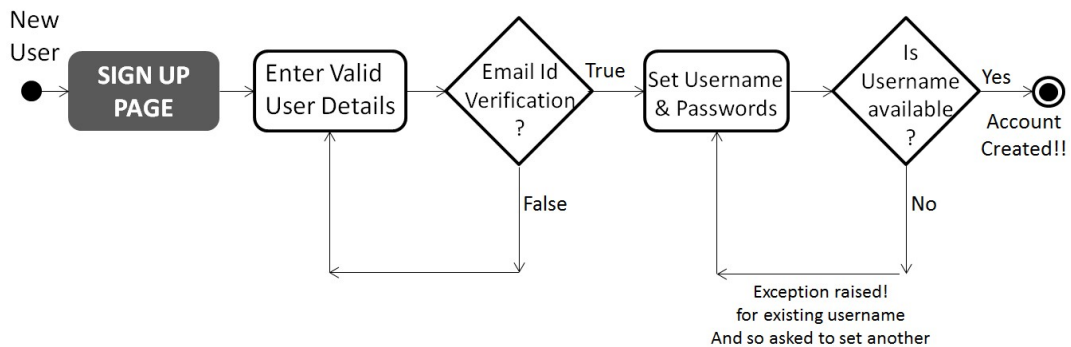 New
User
SIGN UP
PAGE
Enter Valid
User Details
Email Id
Verification
?
True
False
Set Username
& Passwords
Is
Username
available
?
Yes
No
Account
Created!!
Exception raised!
for existing username
And so asked to set another